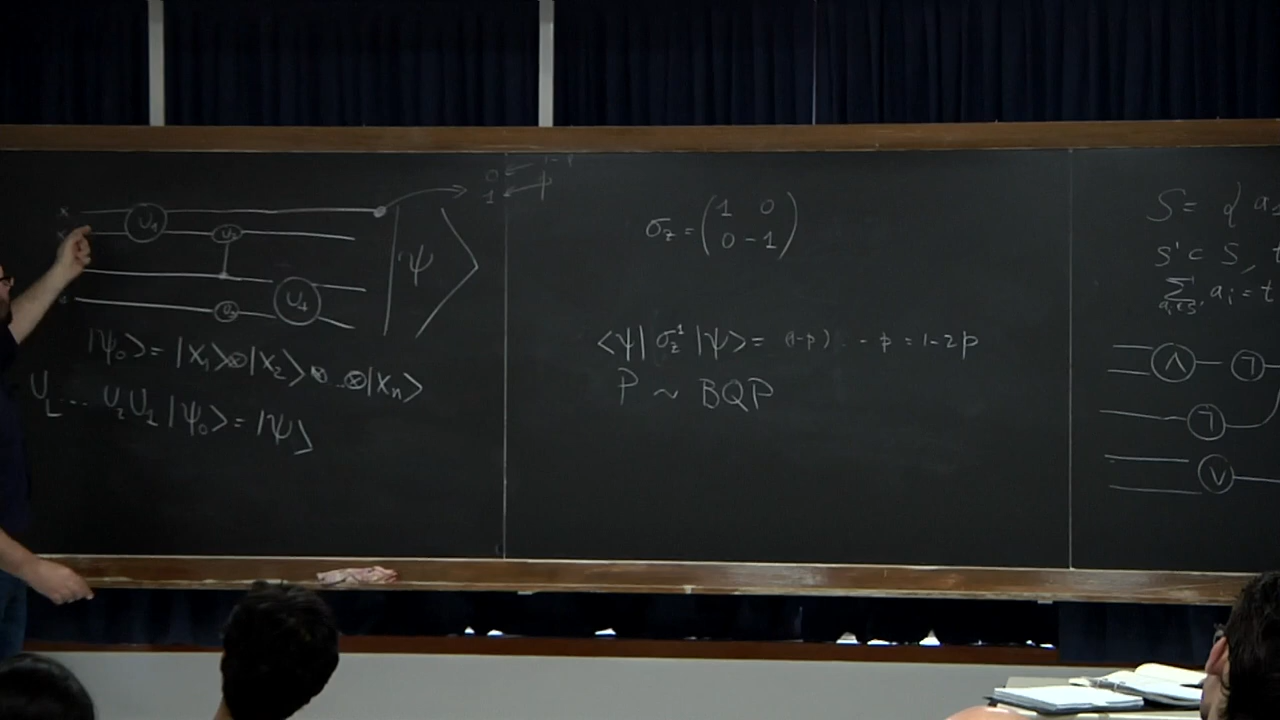 x
0 ← 1-p
1 ← p
U₁
U₂
U₃
U₄
|ψ⟩
|ψ₀⟩ = |x₁⟩⊗|x₂⟩⊗ ... ⊗|xₙ⟩
U_L ... U₂U₁|ψ₀⟩ = |ψ⟩
σ_z = (1 0
0 -1)
⟨ψ|σ_z¹|ψ⟩ = (1-p) ... - p = 1-2p
P ~ BQP
S = { a
S' ⊂ S,
∑ aᵢ = t
aᵢ∈S'
∧ ¬
¬
∨